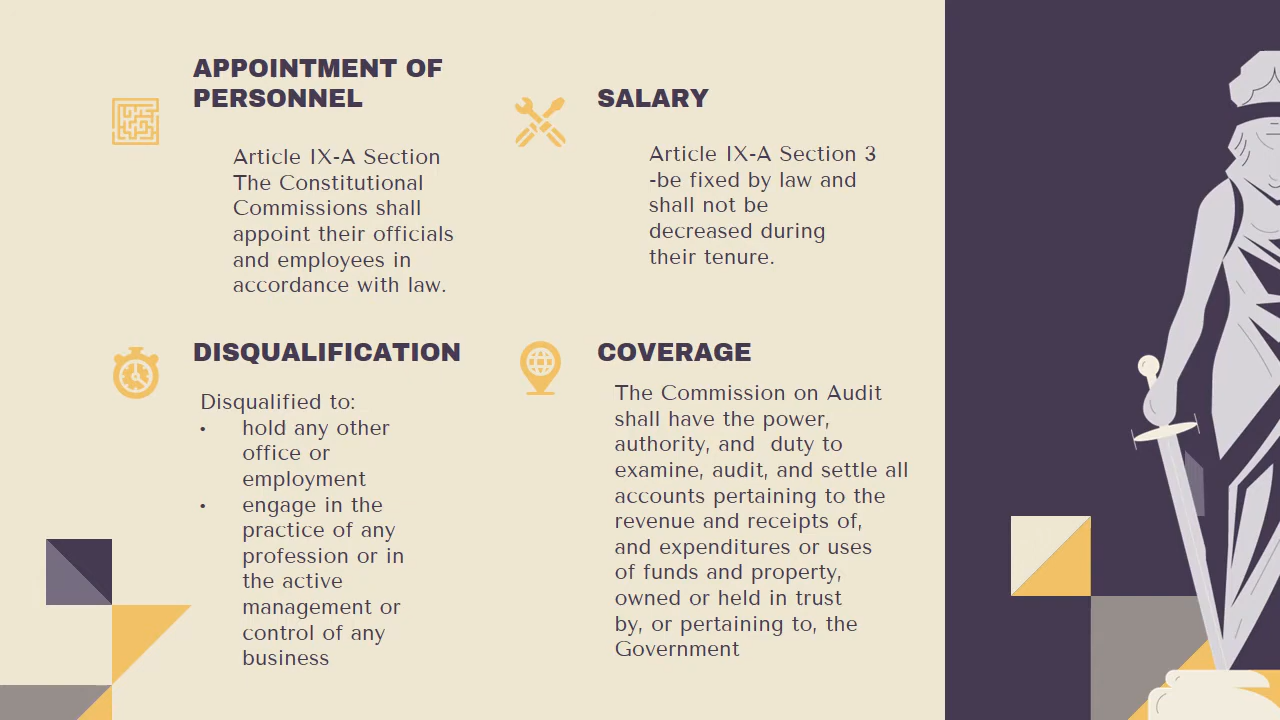 APPOINTMENT OF
PERSONNEL
Article IX-A Section
The Constitutional
Commissions shall
appoint their officials
and employees in
accordance with law.
SALARY
Article IX-A Section 3
-be fixed by law and
shall not be
decreased during
their tenure.
DISQUALIFICATION
Disqualified to:
• hold any other
office or
employment
• engage in the
practice of any
profession or in
the active
management or
control of any
business
COVERAGE
The Commission on Audit
shall have the power,
authority, and  duty to
examine, audit, and settle all
accounts pertaining to the
revenue and receipts of,
and expenditures or uses
of funds and property,
owned or held in trust
by, or pertaining to, the
Government